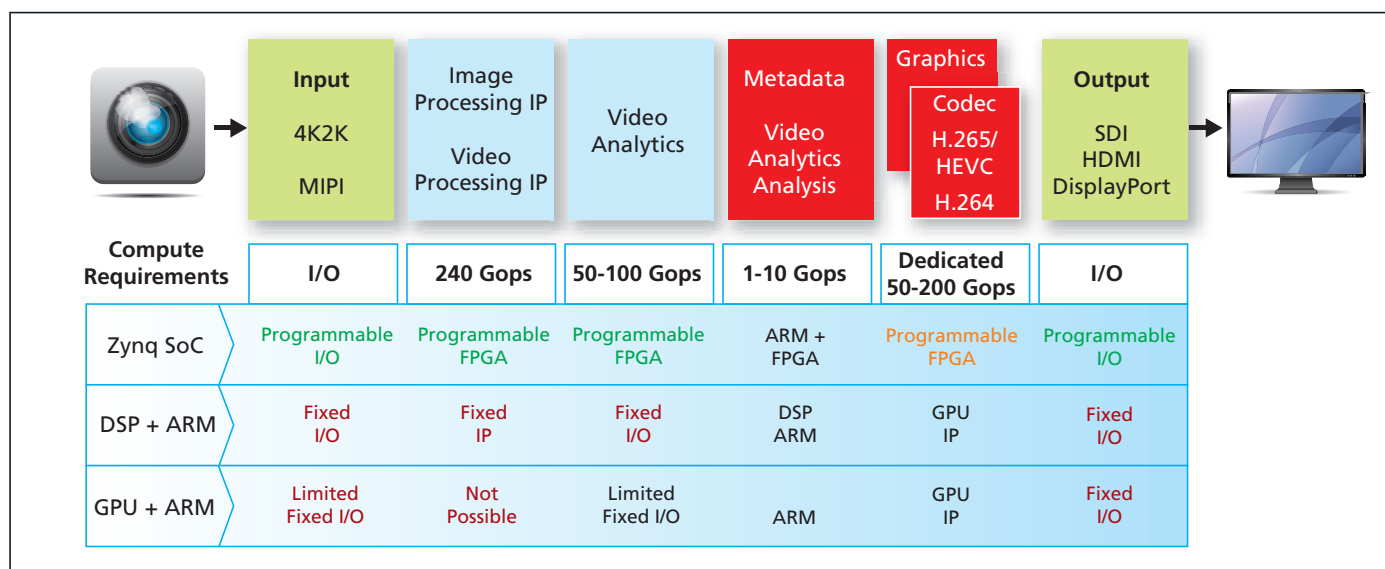 Input
4K2K
MIPI
Image
Processing IP
Video
Processing IP
Video
Analytics
Metadata
Video
Analytics
Analysis
Graphics
Codec
H.265/
HEVC
H.264
Output
SDI
HDMI
DisplayPort
Compute
Requirements
I/O
240 Gops
50-100 Gops
1-10 Gops
Dedicated
50-200 Gops
I/O
Zynq SoC
Programmable
I/O
Programmable
FPGA
Programmable
FPGA
ARM +
FPGA
Programmable
FPGA
Programmable
I/O
DSP + ARM
Fixed
I/O
Fixed
IP
Fixed
I/O
DSP
ARM
GPU
IP
Fixed
I/O
GPU + ARM
Limited
Fixed I/O
Not
Possible
Limited
Fixed I/O
ARM
GPU
IP
Fixed
I/O